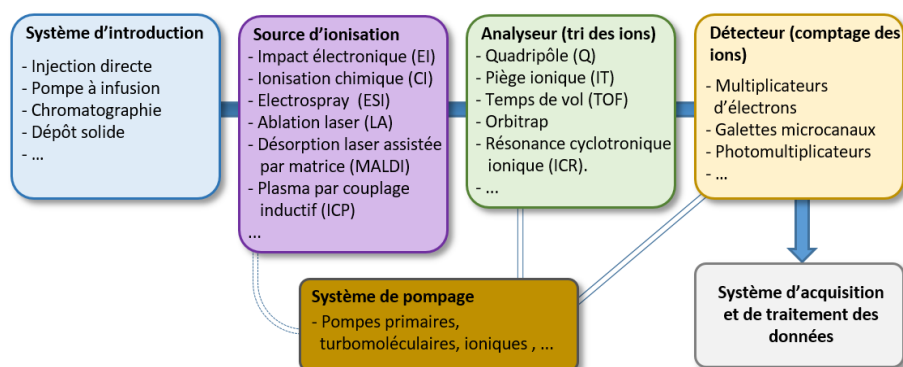 Système d'introduction
- Injection directe
- Pompe à infusion
- Chromatographie
- Dépôt solide
- ...
Source d'ionisation
- Impact électronique (EI)
- Ionisation chimique (CI)
- Electrospray (ESI)
- Ablation laser (LA)
- Désorption laser assistée
par matrice (MALDI)
- Plasma par couplage
inductif (ICP)
...
Analyseur (tri des ions)
- Quadripôle (Q)
- Piège ionique (IT)
- Temps de vol (TOF)
- Orbitrap
- Résonance cyclotronique
ionique (ICR).
- ...
Détecteur (comptage des
ions)
- Multiplicateurs
d'électrons
- Galettes microcanaux
- Photomultiplicateurs
- ...
Système de pompage
- Pompes primaires,
turbomoléculaires, ioniques , ...
Système d'acquisition
et de traitement des
données